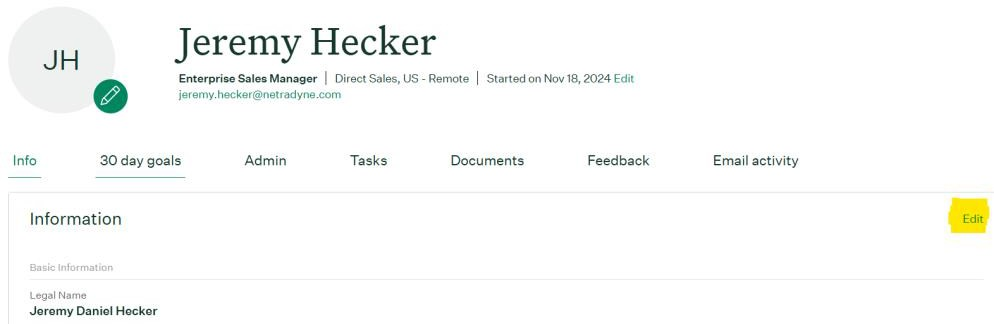 JH
Jeremy Hecker
Enterprise Sales Manager | Direct Sales, US - Remote | Started on Nov 18, 2024 Edit
jeremy.hecker@netradyne.com
Info 30 day goals Admin Tasks Documents Feedback Email activity
Information Edit
Basic Information
Legal Name
Jeremy Daniel Hecker